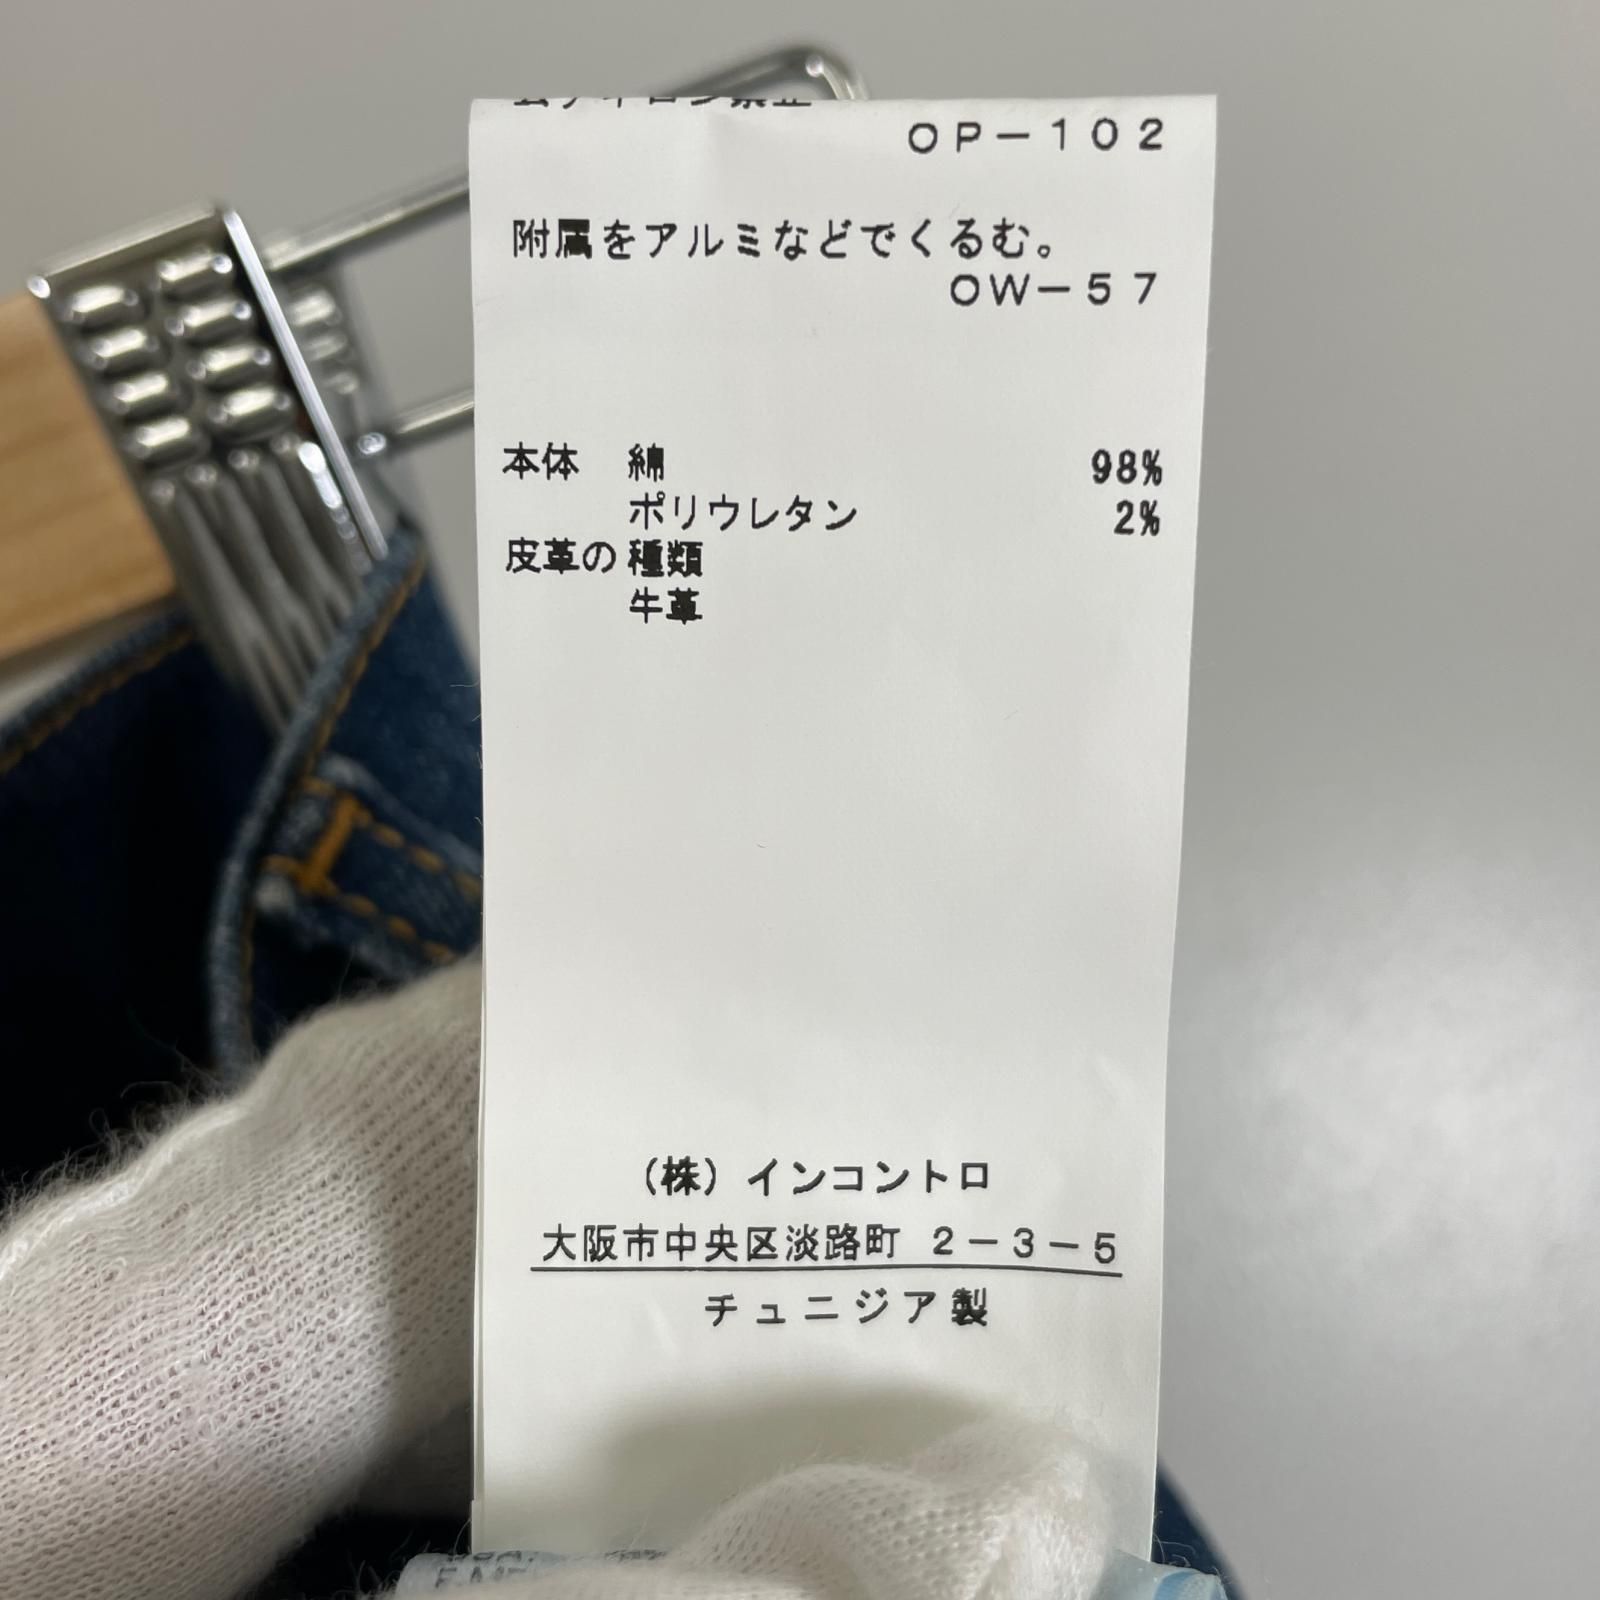 OP-102
附属をアルミなどでくるむ。
OW-57
本体 綿 98%
ポリウレタン 2%
皮革の種類
牛革
(株)インコントロ
大阪市中央区淡路町 2-3-5
チュニジア製